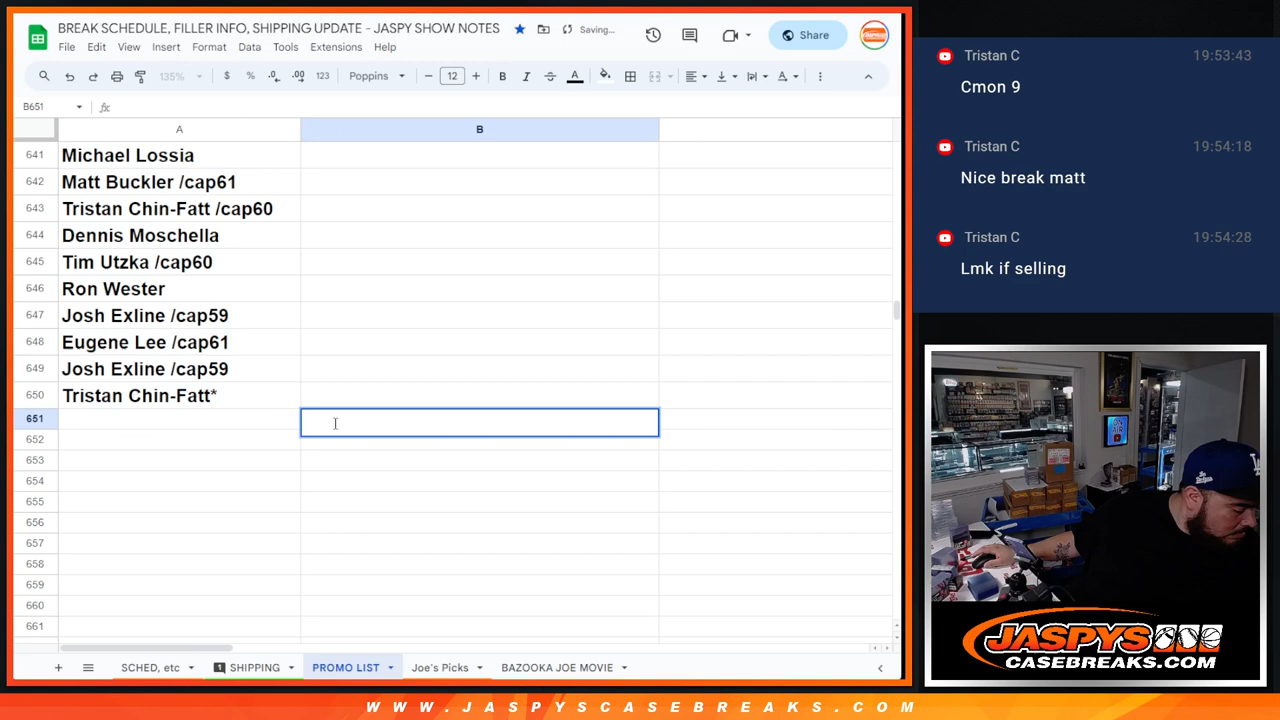 BREAK SCHEDULE, FILLER INFO, SHIPPING UPDATE - JASPY SHOW NOTES
Saving...
Share
File Edit View Insert Format Data Tools Extensions Help
135% $ % .0 .00 123 Poppins 12 B I A
B651 fx
A B
641 Michael Lossia
642 Matt Buckler /cap61
643 Tristan Chin-Fatt /cap60
644 Dennis Moschella
645 Tim Utzka /cap60
646 Ron Wester
647 Josh Exline /cap59
648 Eugene Lee /cap61
649 Josh Exline /cap59
650 Tristan Chin-Fatt*
651
652
653
654
655
656
657
658
659
660
661
SCHED, etc 1 SHIPPING PROMO LIST Joe's Picks BAZOOKA JOE MOVIE
Tristan C 19:53:43
Cmon 9
Tristan C 19:54:18
Nice break matt
Tristan C 19:54:28
Lmk if selling
ON
AIR
JASPYS
CASEBREAKS.COM
WWW.JASPYSCASEBREAKS.COM